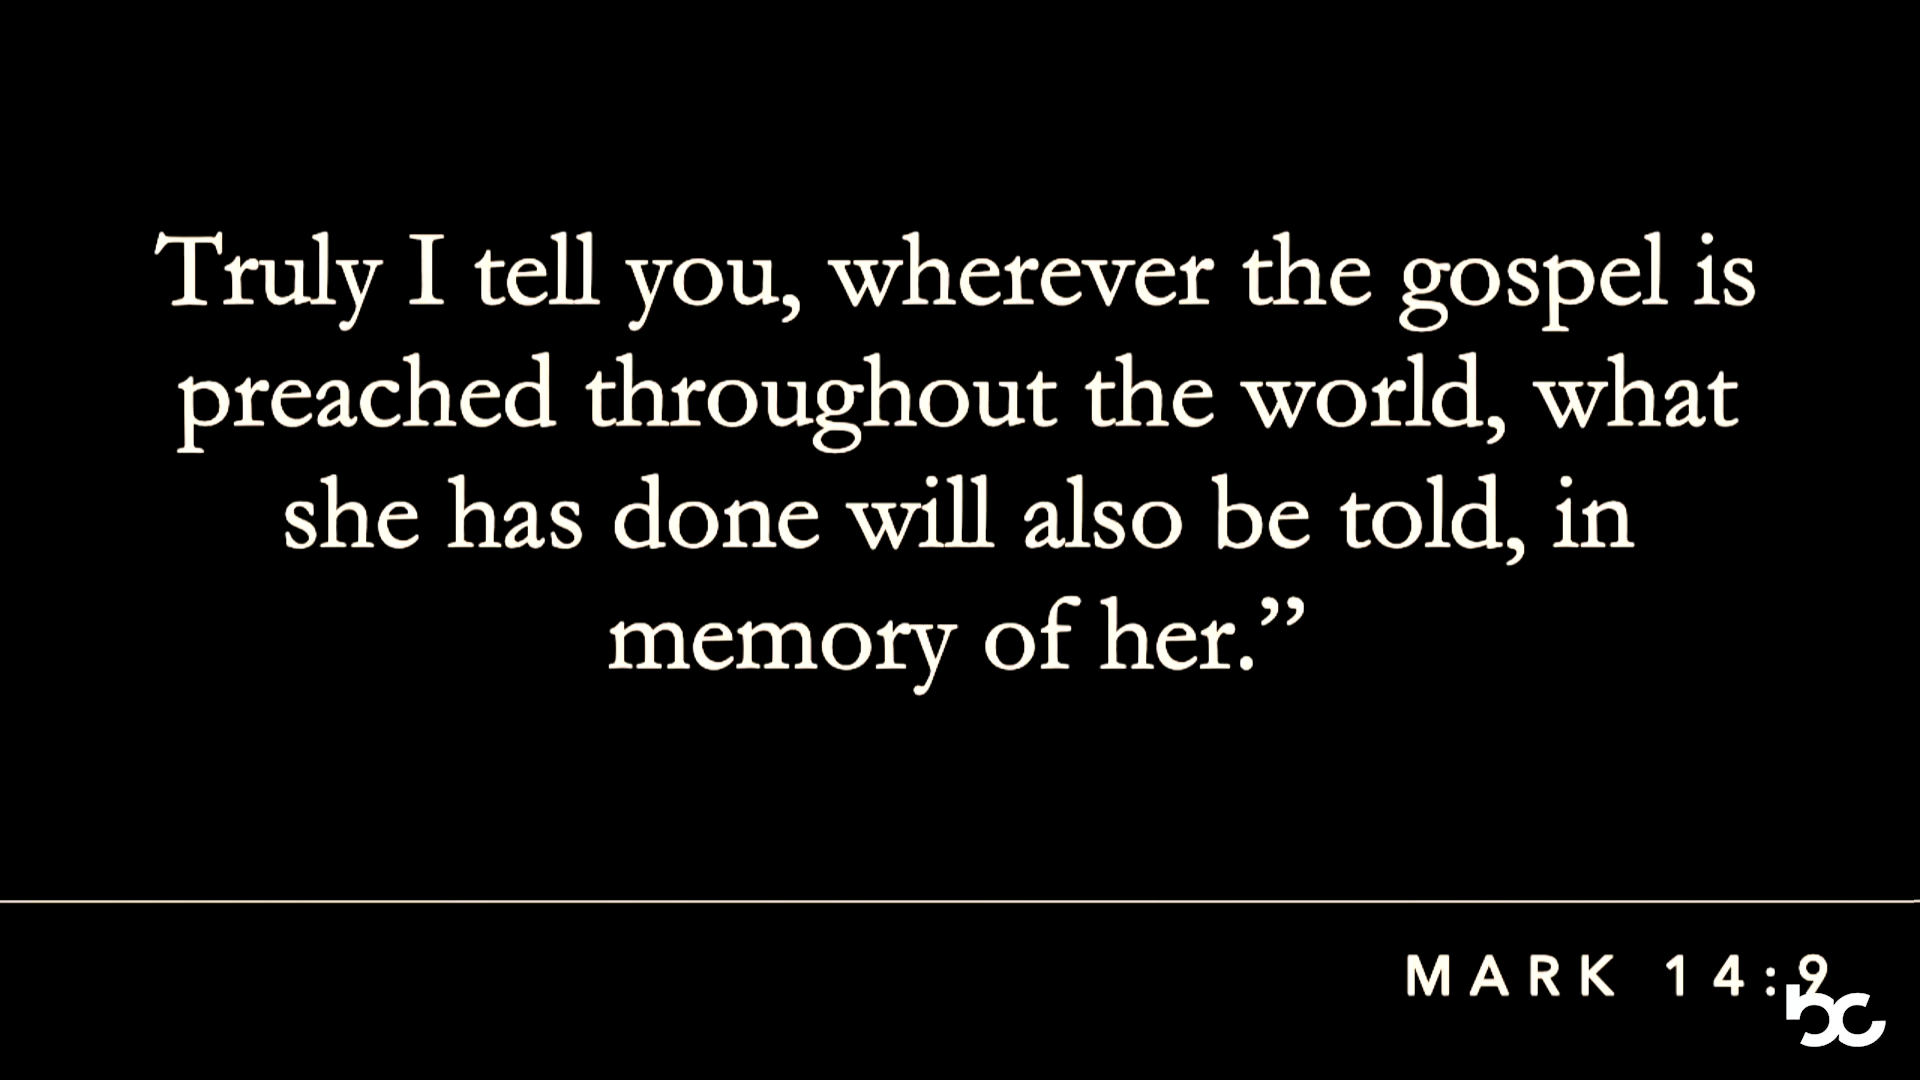 Truly I tell you, wherever the gospel is
preached throughout the world, what
she has done will also be told, in
memory of her.”
MARK 14:9
bc